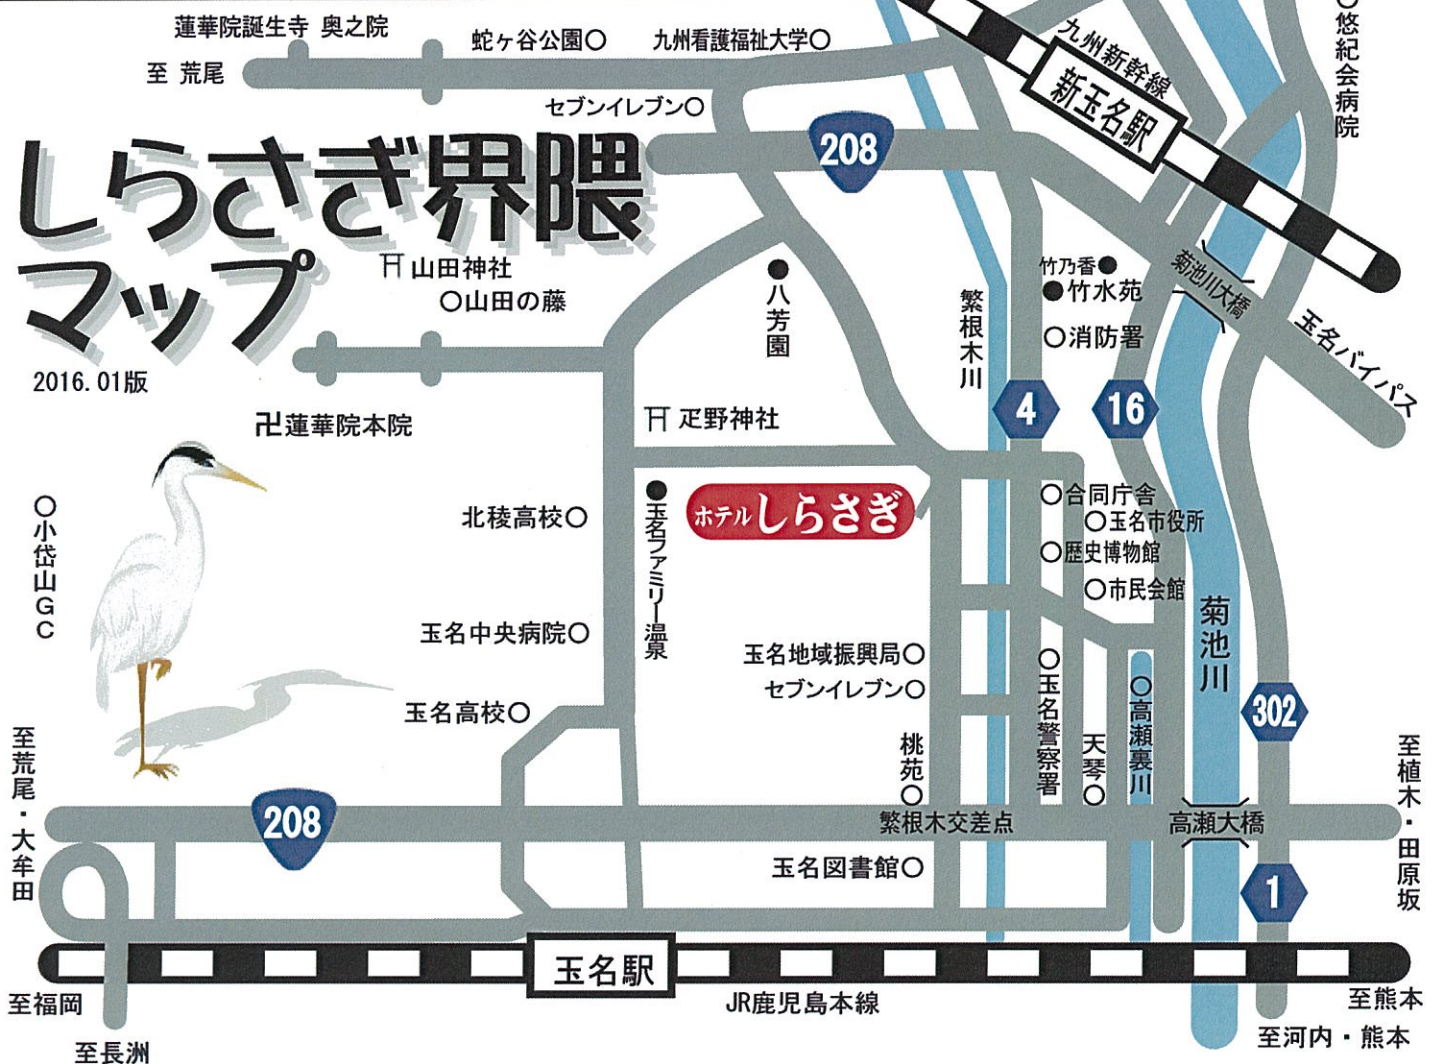 蓮華院誕生寺 奥之院
至 荒尾
蛇ヶ谷公園
九州看護福祉大学
セブンイレブン
九州新幹線
新玉名駅
悠紀会病院
208
しらさぎ界隈
マップ
2016.01版
山田神社
山田の藤
八芳園
繁根木川
竹乃香
竹水苑
消防署
菊池川大橋
玉名バイパス
4
16
卍蓮華院本院
疋野神社
小岱山GC
北稜高校
玉名ファミリー温泉
ホテルしらさぎ
合同庁舎
玉名市役所
歴史博物館
市民会館
玉名中央病院
玉名地域振興局
セブンイレブン
玉名高校
桃苑
玉名警察署
天琴
高瀬裏川
菊池川
302
至荒尾・大牟田
208
繁根木交差点
高瀬大橋
至植木・田原坂
玉名図書館
1
玉名駅
JR鹿児島本線
至福岡
至長洲
至熊本
至河内・熊本